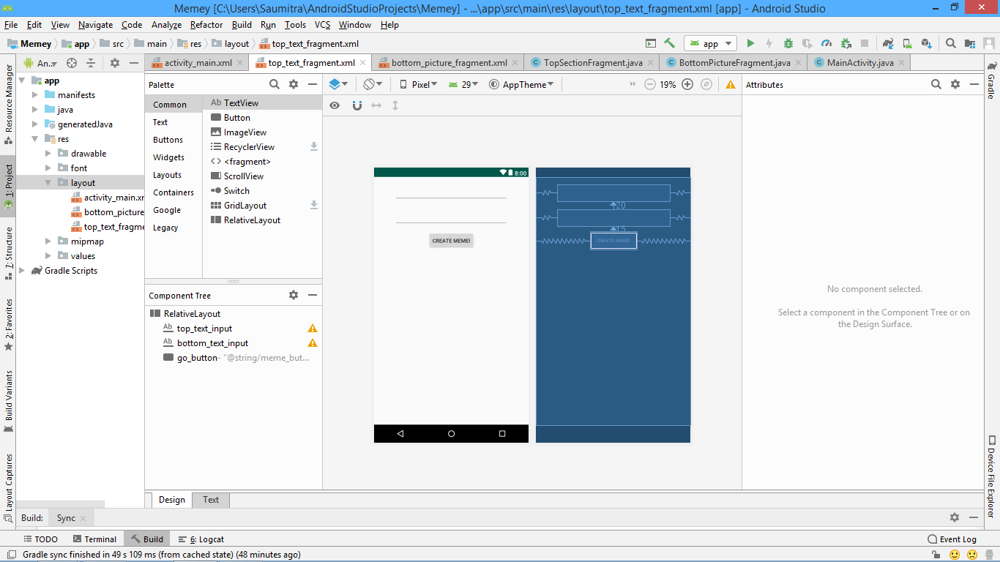 Memey [C:\Users\Saumitra\AndroidStudioProjects\Memey] - ...\app\src\main\res\layout\top_text_fragment.xml [app] - Android Studio
File Edit View Navigate Code Analyze Refactor Build Run Tools VCS Window Help
Memey app src main res layout top_text_fragment.xml
app
An..
activity_main.xml top_text_fragment.xml bottom_picture_fragment.xml TopSectionFragment.java BottomPictureFragment.java MainActivity.java
Resource Manager
1: Project
7: Structure
2: Favorites
Build Variants
Layout Captures
app
manifests
java
generatedJava
res
drawable
font
layout
activity_main.xr
bottom_picture
top_text_fragme
mipmap
values
Gradle Scripts
Palette
Common
Text
Buttons
Widgets
Layouts
Containers
Google
Legacy
Ab TextView
Button
ImageView
RecyclerView
<fragment>
ScrollView
Switch
GridLayout
RelativeLayout
Component Tree
RelativeLayout
Ab top_text_input
Ab bottom_text_input
go_button- "@string/meme_but...
Pixel 29 AppTheme » 19%
8:00
CREATE MEME!
20
15
CREATE MEME!
Attributes
No component selected.
Select a component in the Component Tree or on
the Design Surface.
Gradle
Device File Explorer
Design Text
Build: Sync
TODO Terminal Build 6: Logcat Event Log
Gradle sync finished in 49 s 109 ms (from cached state) (48 minutes ago)